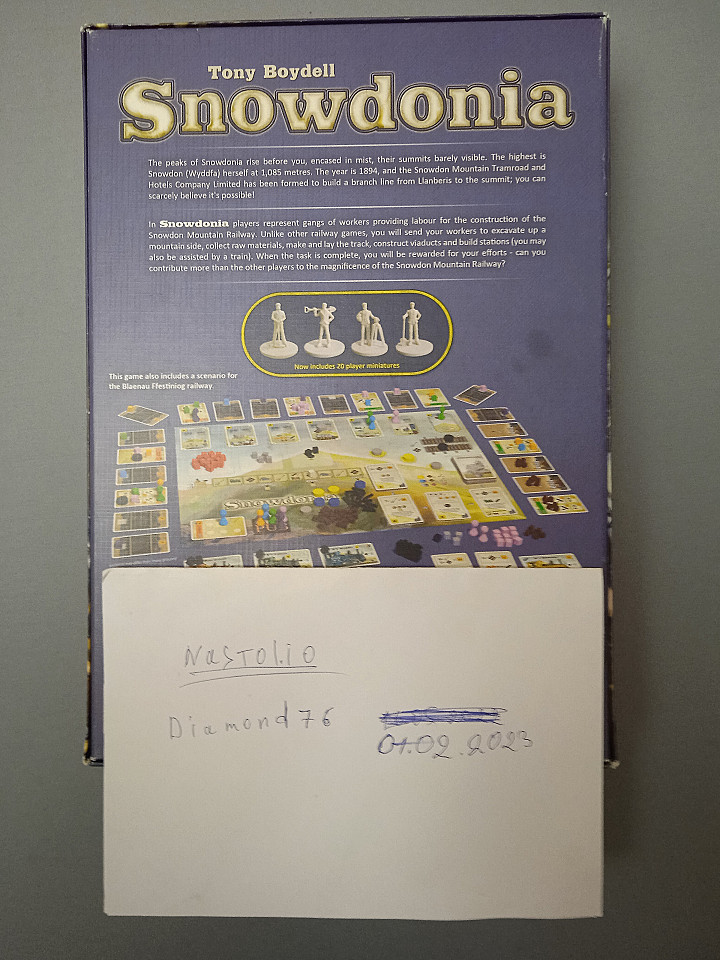 Tony Boydell
Snowdonia
The peaks of Snowdonia rise before you, encased in mist, their summits barely visible. The highest is
Snowdon (Wyddfa) herself at 1,085 metres. The year is 1894, and the Snowdon Mountain Tramroad and
Hotels Company Limited has been formed to build a branch line from Llanberis to the summit; you can
scarcely believe it's possible!
In Snowdonia players represent gangs of workers providing labour for the construction of the
Snowdon Mountain Railway. Unlike other railway games, you will send your workers to excavate up a
mountain side, collect raw materials, make and lay the track, construct viaducts and build stations (you may
also be assisted by a train). When the task is complete, you will be rewarded for your efforts - can you
contribute more than the other players to the magnificence of the Snowdon Mountain Railway?
Now includes 20 player miniatures
This game also includes a scenario for
the Blaenau Ffestiniog railway.
Snowdonia
Nastol.io
Diamond76
01.02.2023